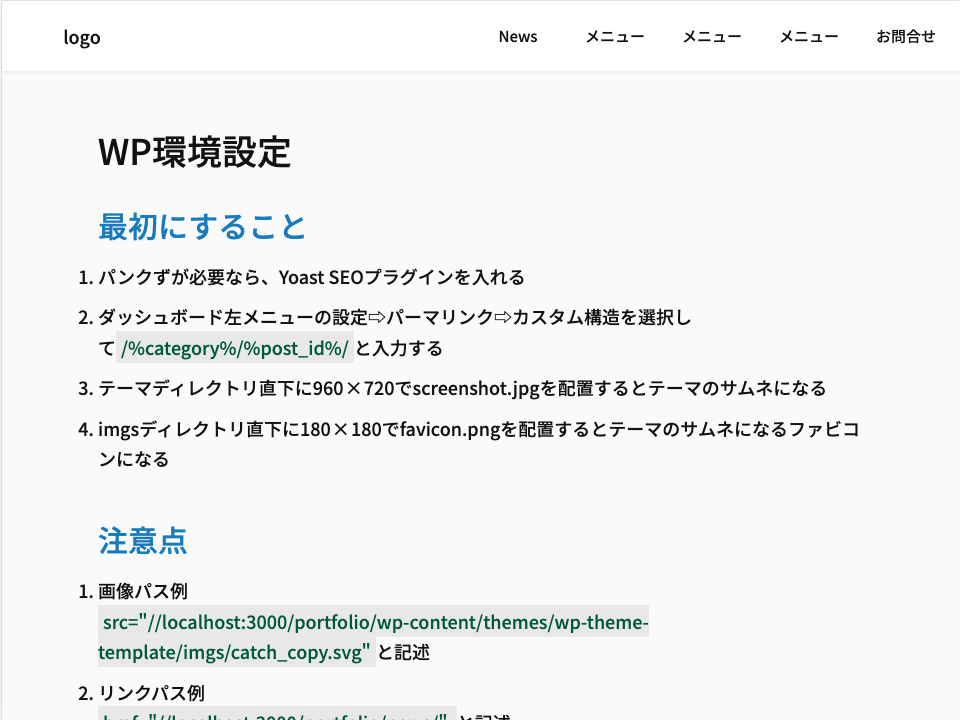 logo
News メニュー メニュー メニュー お問合せ
WP環境設定
最初にすること
1. パンクずが必要なら、Yoast SEOプラグインを入れる
2. ダッシュボード左メニューの設定⇨パーマリンク⇨カスタム構造を選択し
て /%category%/%post_id%/ と入力する
3. テーマディレクトリ直下に960×720でscreenshot.jpgを配置するとテーマのサムネになる
4. imgsディレクトリ直下に180×180でfavicon.pngを配置するとテーマのサムネになるファビコ
ンになる
注意点
1. 画像パス例
src="//localhost:3000/portfolio/wp-content/themes/wp-theme-
template/imgs/catch_copy.svg" と記述
2. リンクパス例
href="//localhost:3000/portfolio/news/" と記述